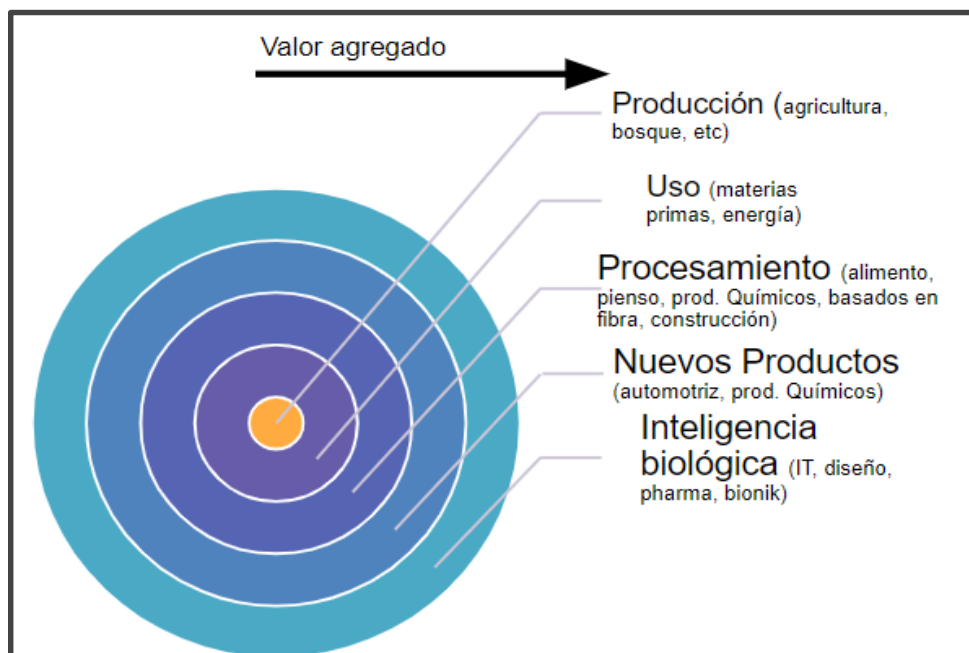 Valor agregado
Producción (agricultura,
bosque, etc)
Uso (materias
primas, energía)
Procesamiento (alimento,
pienso, prod. Químicos, basados en
fibra, construcción)
Nuevos Productos
(automotriz, prod. Químicos)
Inteligencia
biológica (IT, diseño,
pharma, bionik)